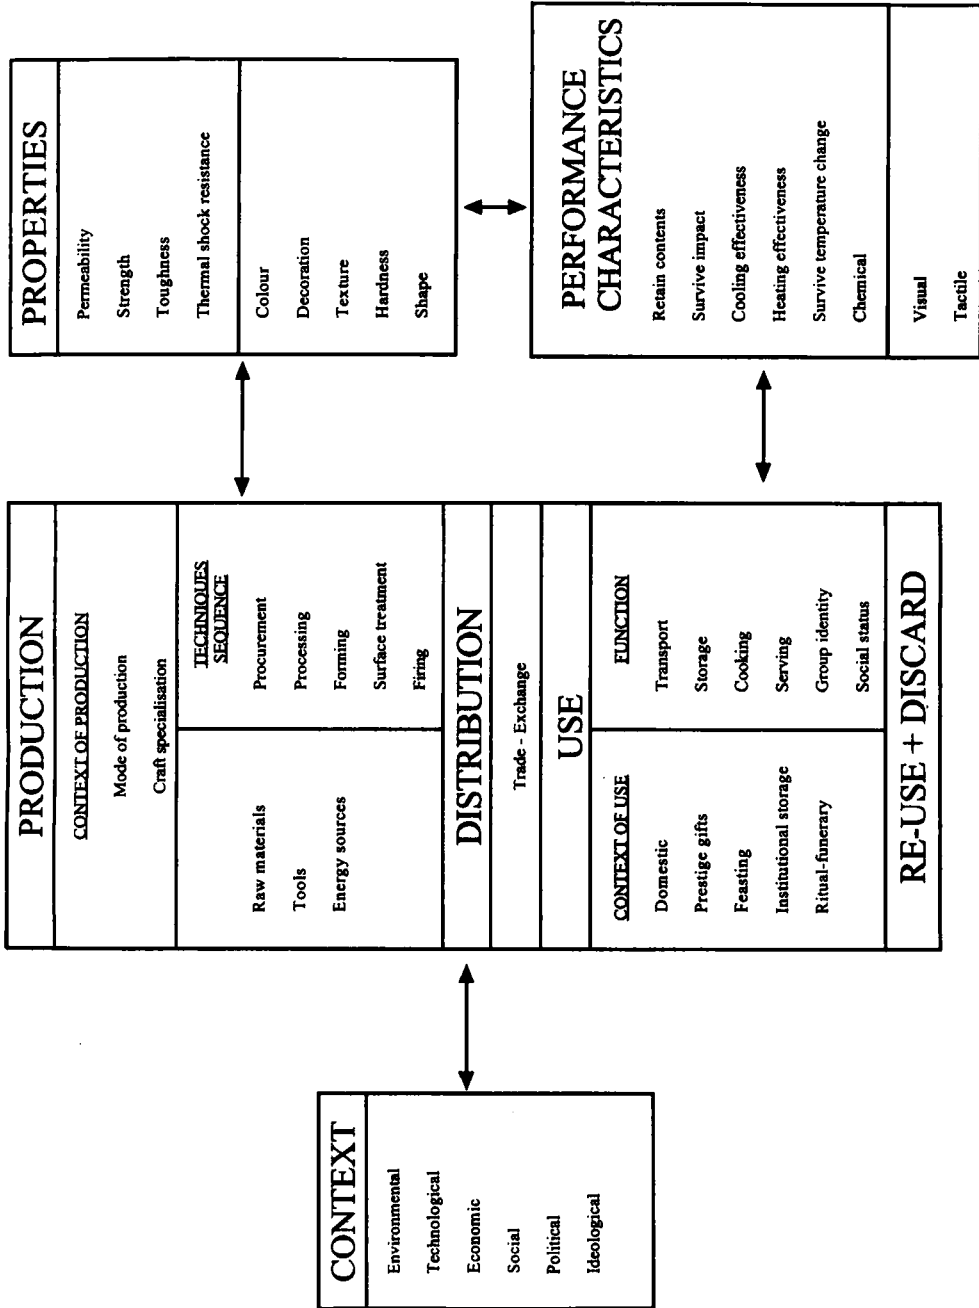 CONTEXT
Environmental
Technological
Economic
Social
Political
Ideological
PRODUCTION
CONTEXT OF PRODUCTION
Mode of production
Craft specialisation
Raw materials
Tools
Energy sources
TECHNIQUES
SEQUENCE
Procurement
Processing
Forming
Surface treatment
Firing
DISTRIBUTION
Trade - Exchange
USE
CONTEXT OF USE
Domestic
Prestige gifts
Feasting
Institutional storage
Ritual-funerary
FUNCTION
Transport
Storage
Cooking
Serving
Group identity
Social status
RE-USE + DISCARD
PROPERTIES
Permeability
Strength
Toughness
Thermal shock resistance
Colour
Decoration
Texture
Hardness
Shape
PERFORMANCE
CHARACTERISTICS
Retain contents
Survive impact
Cooling effectiveness
Heating effectiveness
Survive temperature change
Chemical
Visual
Tactile